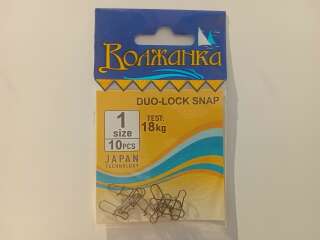 Волжанка
DUO-LOCK SNAP
1
size
10PCS
TEST:
18kg
JAPAN
TECHNOLOGY